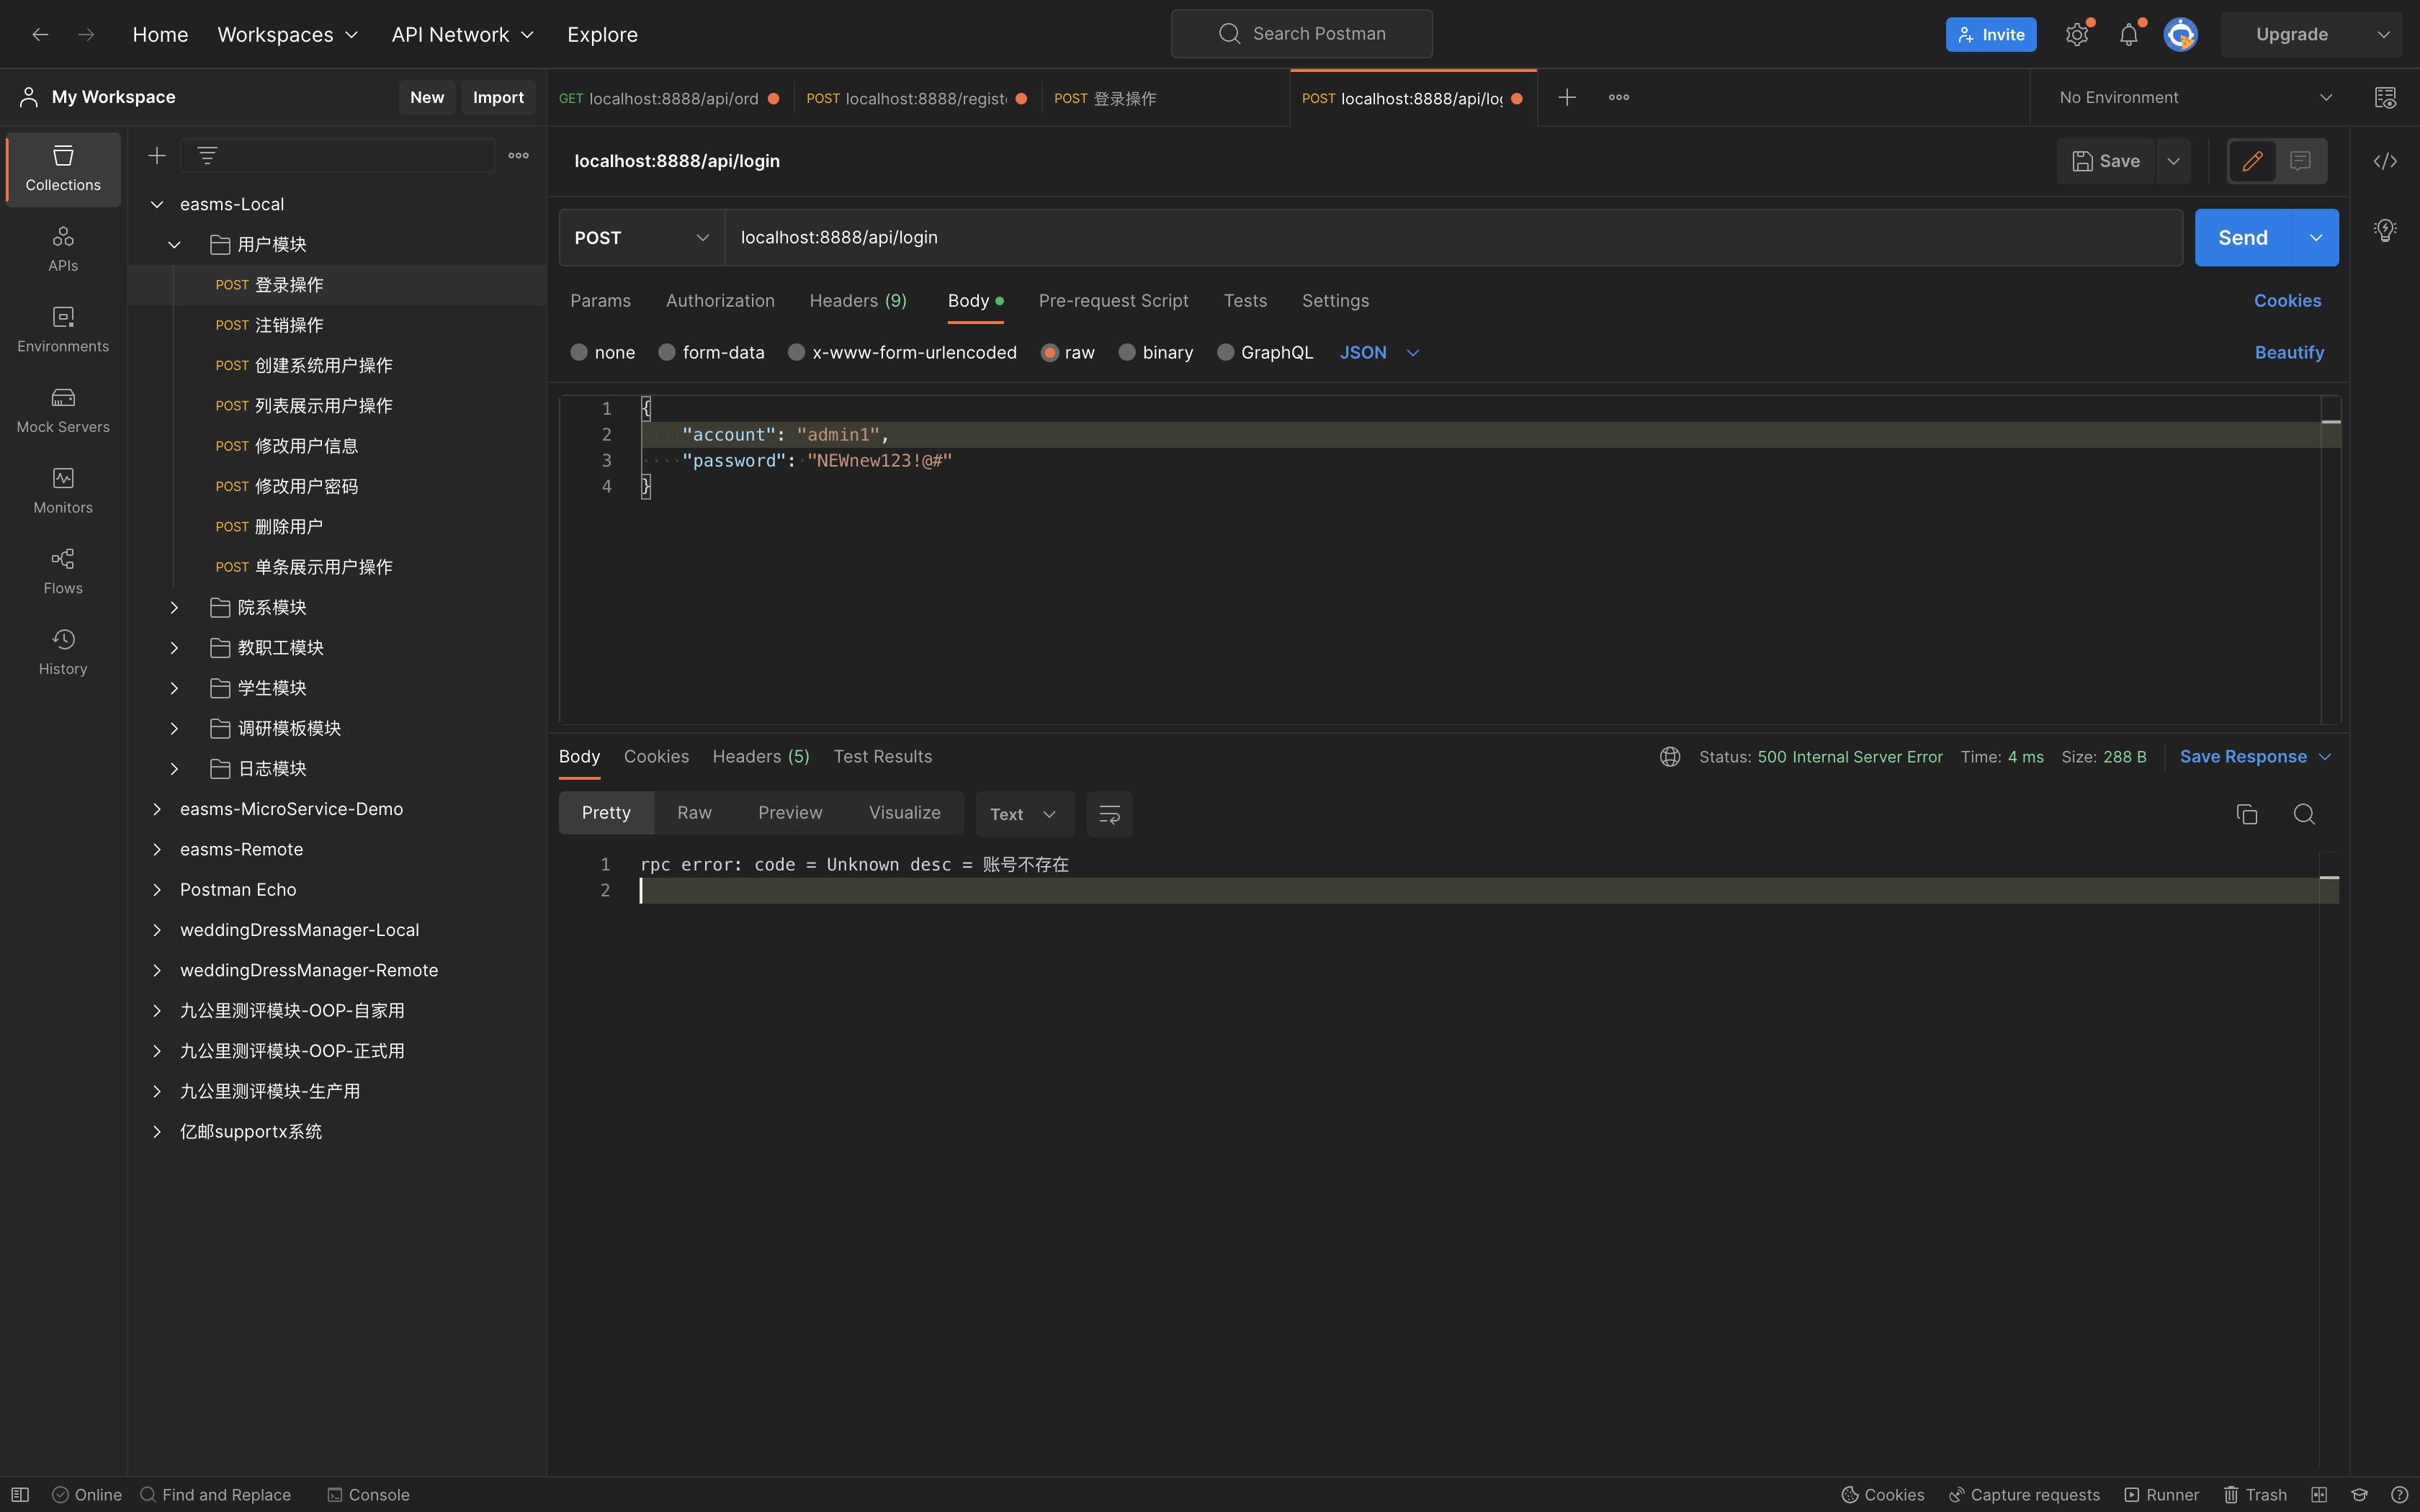 Home Workspaces API Network Explore Search Postman Invite Upgrade
My Workspace New Import
GET localhost:8888/api/ord POST localhost:8888/regist POST 登录操作 POST localhost:8888/api/lo No Environment
Collections
APIs
Environments
Mock Servers
Monitors
Flows
History
easms-Local
用户模块
POST 登录操作
POST 注销操作
POST 创建系统用户操作
POST 列表展示用户操作
POST 修改用户信息
POST 修改用户密码
POST 删除用户
POST 单条展示用户操作
院系模块
教职工模块
学生模块
调研模板模块
日志模块
easms-MicroService-Demo
easms-Remote
Postman Echo
weddingDressManager-Local
weddingDressManager-Remote
九公里测评模块-OOP-自家用
九公里测评模块-OOP-正式用
九公里测评模块-生产用
亿邮supportx系统
localhost:8888/api/login Save
POST localhost:8888/api/login Send
Params Authorization Headers (9) Body Pre-request Script Tests Settings Cookies
none form-data x-www-form-urlencoded raw binary GraphQL JSON Beautify
1 {
2 "account": "admin1",
3 "password": "NEWnew123!@#"
4 }
Body Cookies Headers (5) Test Results Status: 500 Internal Server Error Time: 4 ms Size: 288 B Save Response
Pretty Raw Preview Visualize Text
1 rpc error: code = Unknown desc = 账号不存在
2
Online Find and Replace Console Cookies Capture requests Runner Trash